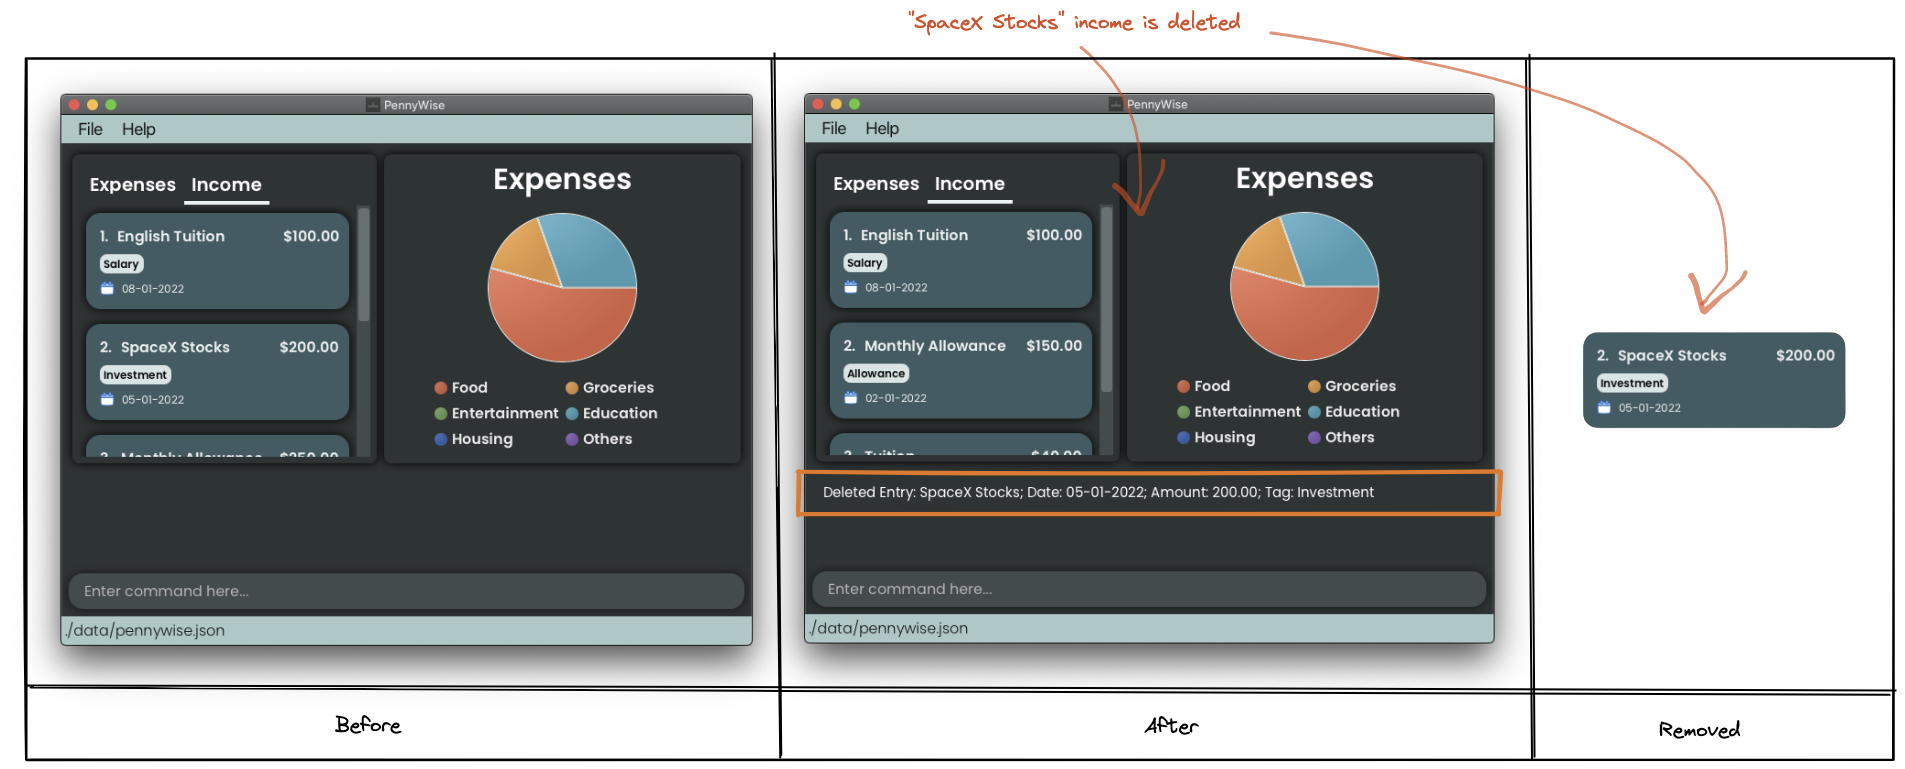 "SpaceX Stocks" income is deleted
PennyWise
File Help
Expenses Income
1. English Tuition $100.00
Salary
08-01-2022
2. SpaceX Stocks $200.00
Investment
05-01-2022
3. Monthly Allowance $250.00
Expenses
Food Groceries
Entertainment Education
Housing Others
Enter command here...
./data/pennywise.json
Before
PennyWise
File Help
Expenses Income
1. English Tuition $100.00
Salary
08-01-2022
2. Monthly Allowance $150.00
Allowance
02-01-2022
3. Tuition $40.00
Expenses
Food Groceries
Entertainment Education
Housing Others
Deleted Entry: SpaceX Stocks; Date: 05-01-2022; Amount: 200.00; Tag: Investment
Enter command here...
./data/pennywise.json
After
2. SpaceX Stocks $200.00
Investment
05-01-2022
Removed